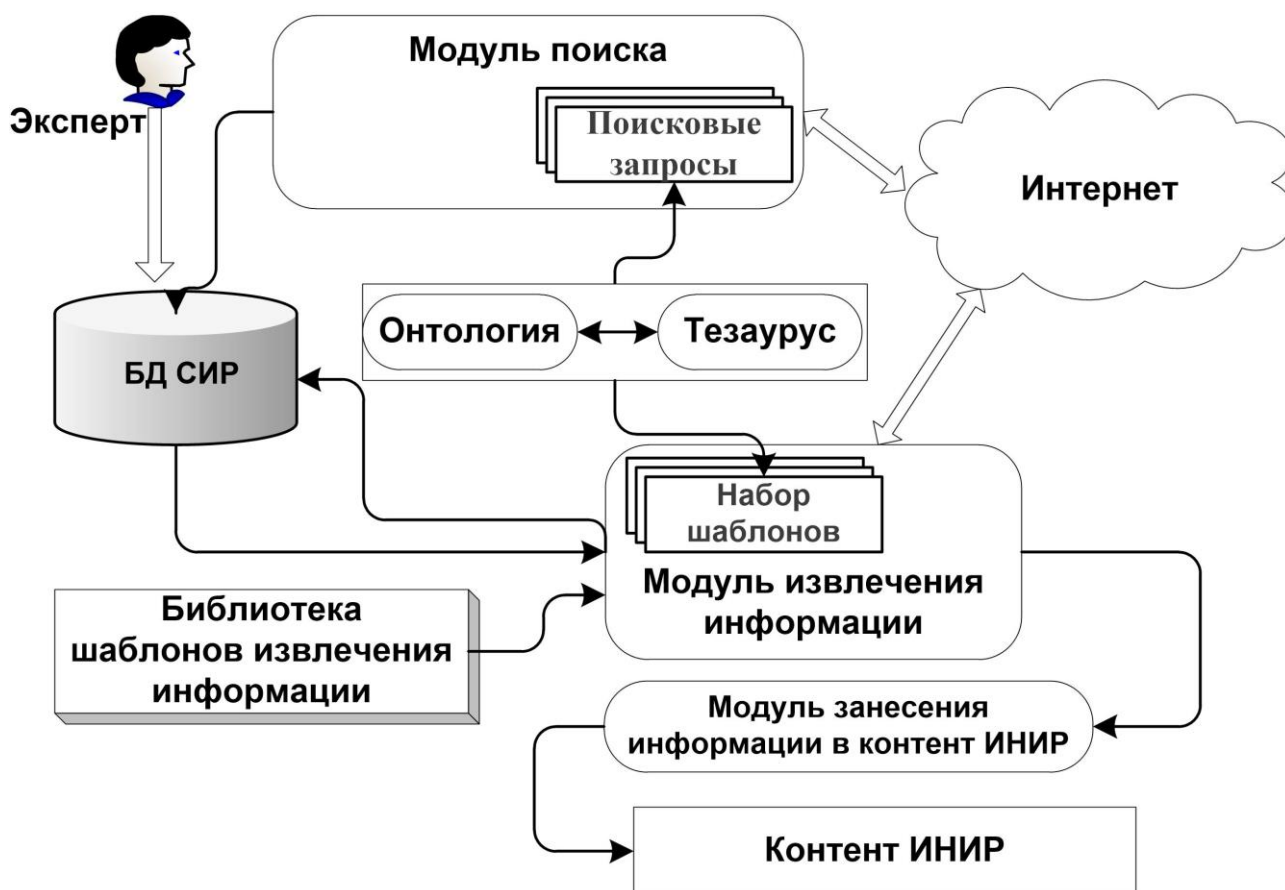 Модуль поиска
Эксперт
Поисковые
запросы
Интернет
Онтология
Тезаурус
БД СИР
Набор
шаблонов
Модуль извлечения
информации
Библиотека
шаблонов извлечения
информации
Модуль занесения
информации в контент ИНИР
Контент ИНИР